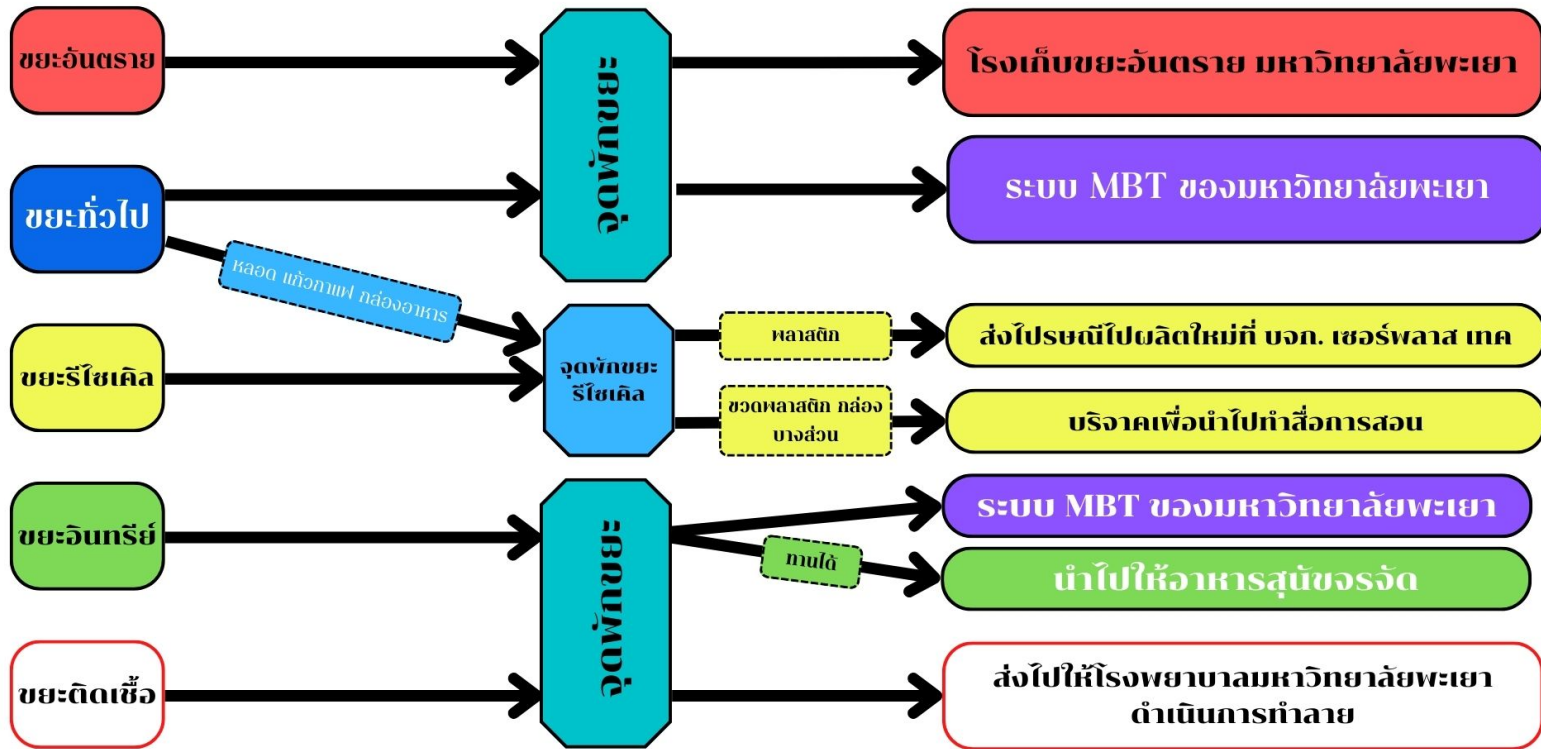 ขยะอันตราย
จุดพักขยะ
โรงเก็บขยะอันตราย มหาวิทยาลัยพะเยา
ขยะทั่วไป
ระบบ MBT ของมหาวิทยาลัยพะเยา
หลอด แก้วกาแฟ กล่องอาหาร
ขยะรีไซเคิล
จุดพักขยะ
รีไซเคิล
พลาสติก
ส่งไปรษณีไปผลิตใหม่ที่ บจก. เซอร์พลาส เทค
ขวดพลาสติก กล่อง
บางส่วน
บริจาคเพื่อนำไปทำสื่อการสอน
ขยะอินทรีย์
จุดพักขยะ
ระบบ MBT ของมหาวิทยาลัยพะเยา
ทานได้
นำไปให้อาหารสุนัขจรจัด
ขยะติดเชื้อ
ส่งไปให้โรงพยาบาลมหาวิทยาลัยพะเยา
ดำเนินการทำลาย